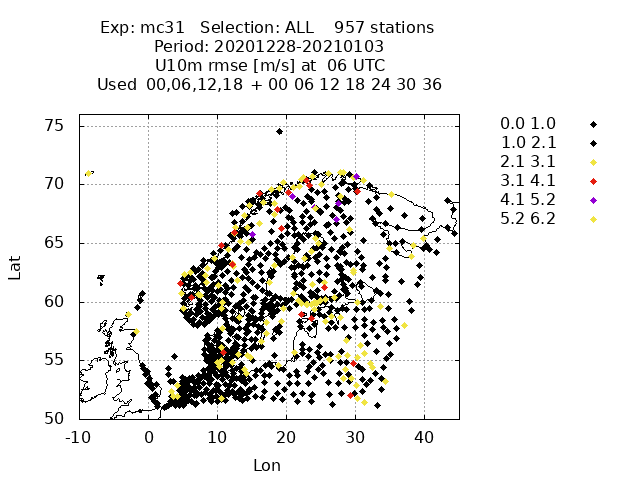 Exp: mc31 Selection: ALL 957 stations
Period: 20201228-20210103
U10m rmse [m/s] at 06 UTC
Used 00,06,12,18 + 00 06 12 18 24 30 36
75
70
65
60
55
50
Lat
-10 0 10 20 30 40
Lon
0.0 1.0
1.0 2.1
2.1 3.1
3.1 4.1
4.1 5.2
5.2 6.2